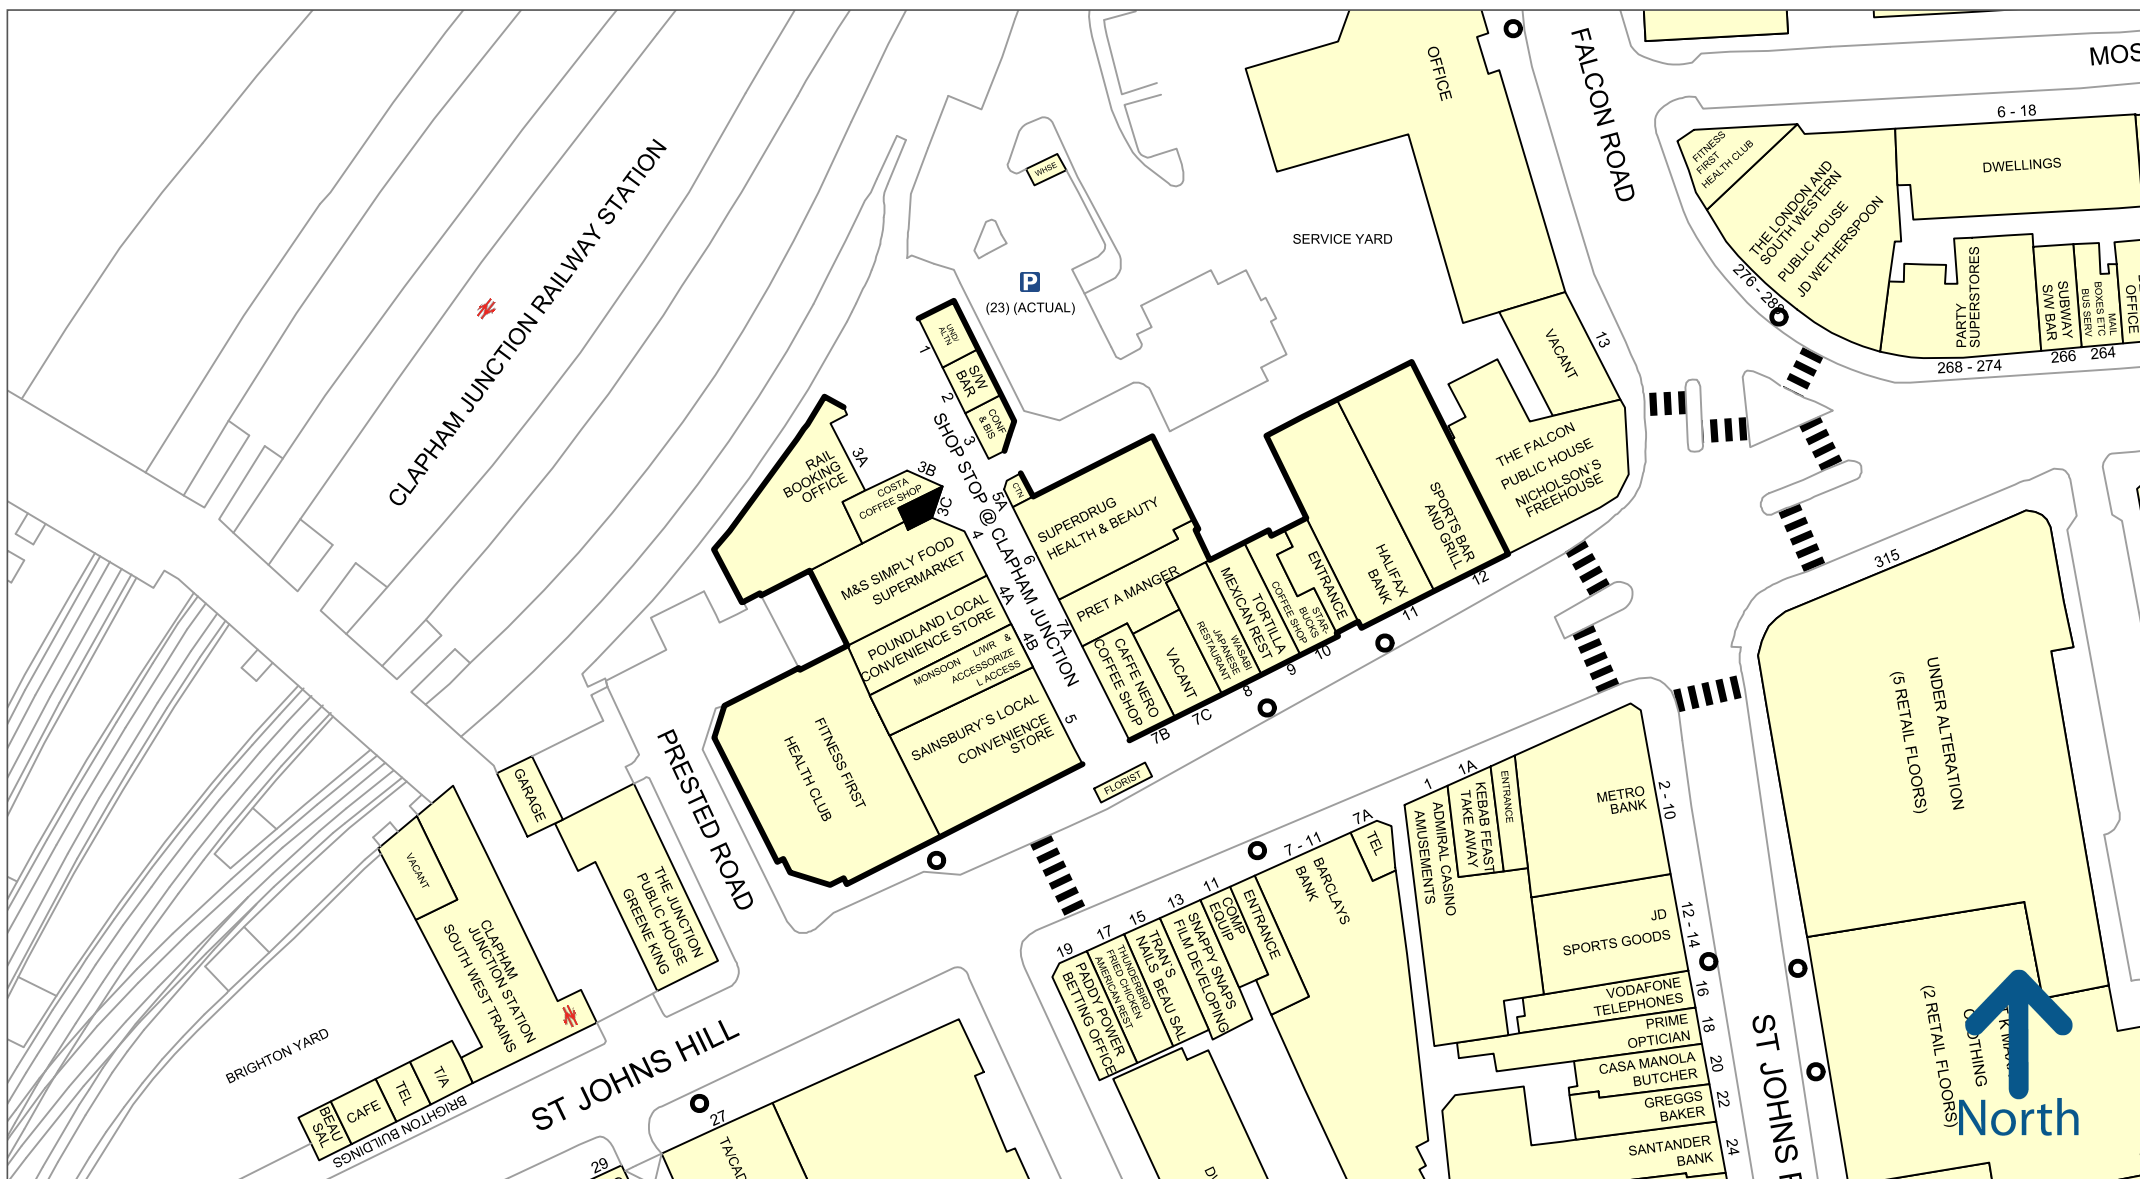 CLAPHAM JUNCTION RAILWAY STATION
OFFICE
FALCON ROAD
MOS
6 - 18
FITNESS
FIRST
HEALTH CLUB
THE LONDON AND
SOUTH WESTERN
PUBLIC HOUSE
JD WETHERSPOON
DWELLINGS
276 - 288
PARTY
SUPERSTORES
SUBWAY
S/W BAR
MAIL
BOXES ETC
BUS SERV
OFFICE
268 - 274
266
264
WHSE
SERVICE YARD
P
(23) (ACTUAL)
UND/
ALTN
1
S/W
BAR
2
CONF
& BIS
3
SHOP STOP @ CLAPHAM JUNCTION
VACANT
13
THE FALCON
PUBLIC HOUSE
NICHOLSON`S
FREEHOUSE
RAIL
BOOKING
OFFICE
3A
3B
COSTA
COFFEE SHOP
3C
4
M&S SIMPLY FOOD
SUPERMARKET
4A
POUNDLAND LOCAL
CONVENIENCE STORE
4B
MONSOON L/WR &
ACCESSORIZE
L ACCESS
5
SAINSBURY`S LOCAL
CONVENIENCE
STORE
FITNESS FIRST
HEALTH CLUB
CTN
5A
SUPERDRUG
HEALTH & BEAUTY
6
PRET A MANGER
7A
CAFFE NERO
COFFEE SHOP
7B
VACANT
7C
WASABI
JAPANESE
RESTAURANT
8
TORTILLA
MEXICAN REST
9
STAR-
BUCKS
COFFEE SHOP
10
ENTRANCE
HALIFAX
BANK
11
SPORTS BAR
AND GRILL
12
315
UNDER ALTERATION
(5 RETAIL FLOORS)
FLORIST
PRESTED ROAD
GARAGE
THE JUNCTION
PUBLIC HOUSE
GREENE KING
VACANT
CLAPHAM
JUNCTION STATION
SOUTH WEST TRAINS
BRIGHTON YARD
BEAU
SAL
CAFE
TEL
T/A
BRIGHTON BUILDINGS
ST JOHNS HILL
27
TA/CAD
29
19
PADDY POWER
BETTING OFFICE
17
THUNDERBIRD
FRIED CHICKEN
AMERICAN REST
15
TRAN'S
NAILS BEAU SAL
13
SNAPPY SNAPS
FILM DEVELOPING
11
COMP
EQUIP
ENTRANCE
7 - 11
BARCLAYS
BANK
7A
TEL
1
ADMIRAL CASINO
AMUSEMENTS
1A
KEBAB FEAST
TAKE AWAY
ENTRANCE
METRO
BANK
2 - 10
JD
SPORTS GOODS
12 - 14
VODAFONE
TELEPHONES
16
PRIME
OPTICIAN
18
CASA MANOLA
BUTCHER
20
GREGGS
BAKER
22
SANTANDER
BANK
24
ST JOHNS
(2 RETAIL FLOORS)
North